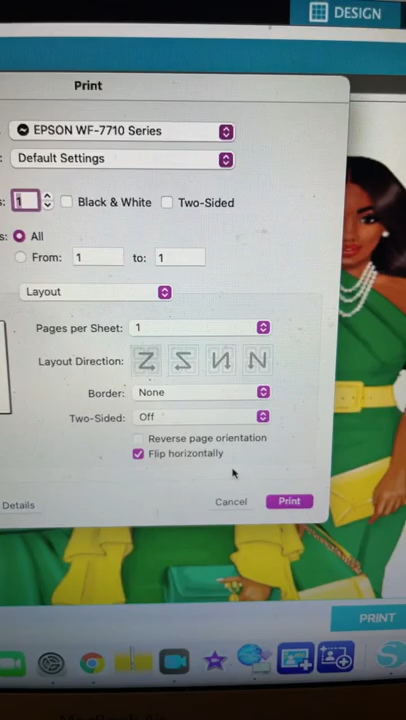 DESIGN
Print
EPSON WF-7710 Series
Default Settings
s: 1 Black & White Two-Sided
s: All
From: 1 to: 1
Layout
Pages per Sheet: 1
Layout Direction:
Border: None
Two-Sided: Off
Reverse page orientation
Flip horizontally
Details Cancel Print
PRINT